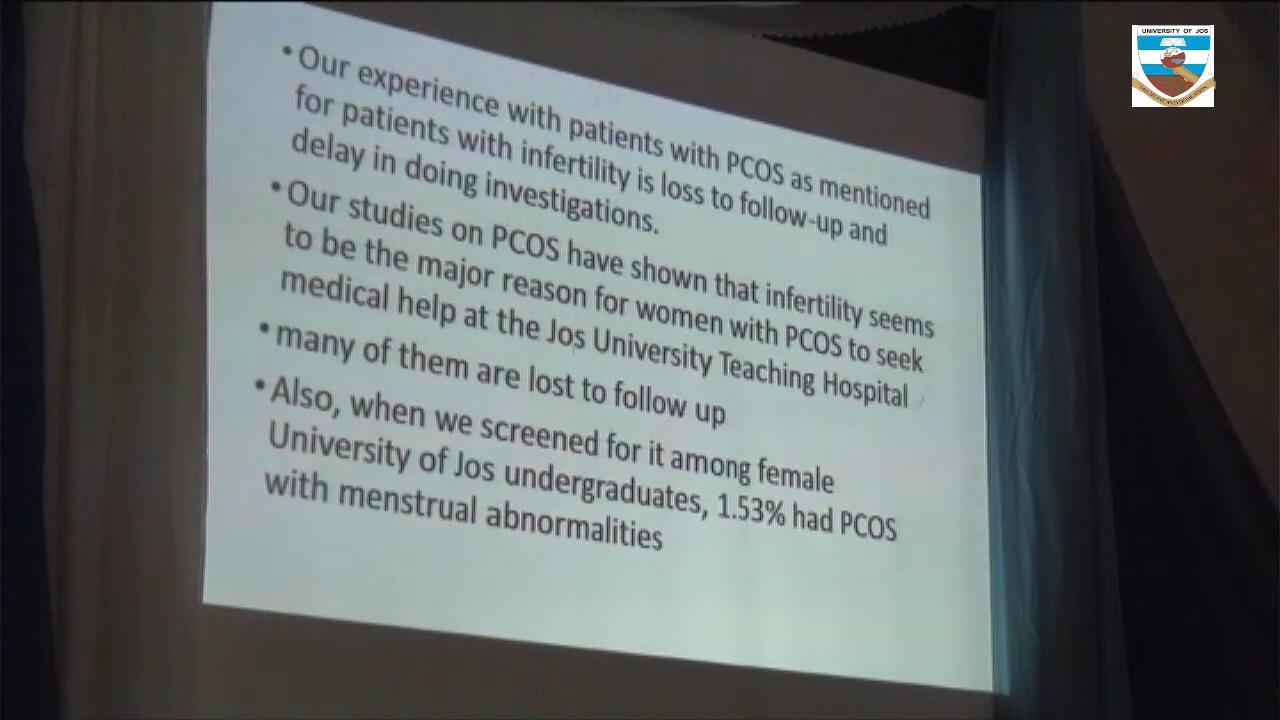 • Our experience with patients with PCOS as mentioned
for patients with infertility is loss to follow-up and
delay in doing investigations.
• Our studies on PCOS have shown that infertility seems
to be the major reason for women with PCOS to seek
medical help at the Jos University Teaching Hospital
• many of them are lost to follow up
• Also, when we screened for it among female
University of Jos undergraduates, 1.53% had PCOS
with menstrual abnormalities
UNIVERSITY OF JOS